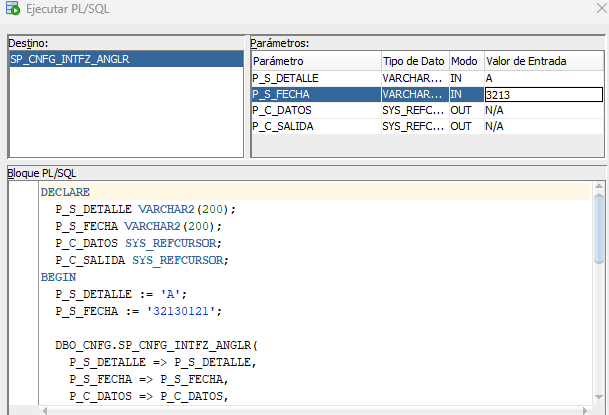 Ejecutar PL/SQL
Destino:
SP_CNFG_INTFZ_ANGLR
Parámetros:
Parámetro Tipo de Dato Modo Valor de Entrada
P_S_DETALLE VARCHAR... IN A
P_S_FECHA VARCHAR... IN 3213
P_C_DATOS SYS_REFC... OUT N/A
P_C_SALIDA SYS_REFC... OUT N/A
Bloque PL/SQL
DECLARE
P_S_DETALLE VARCHAR2(200);
P_S_FECHA VARCHAR2(200);
P_C_DATOS SYS_REFCURSOR;
P_C_SALIDA SYS_REFCURSOR;
BEGIN
P_S_DETALLE := 'A';
P_S_FECHA := '32130121';
DBO_CNFG.SP_CNFG_INTFZ_ANGLR(
P_S_DETALLE => P_S_DETALLE,
P_S_FECHA => P_S_FECHA,
P_C_DATOS => P_C_DATOS,